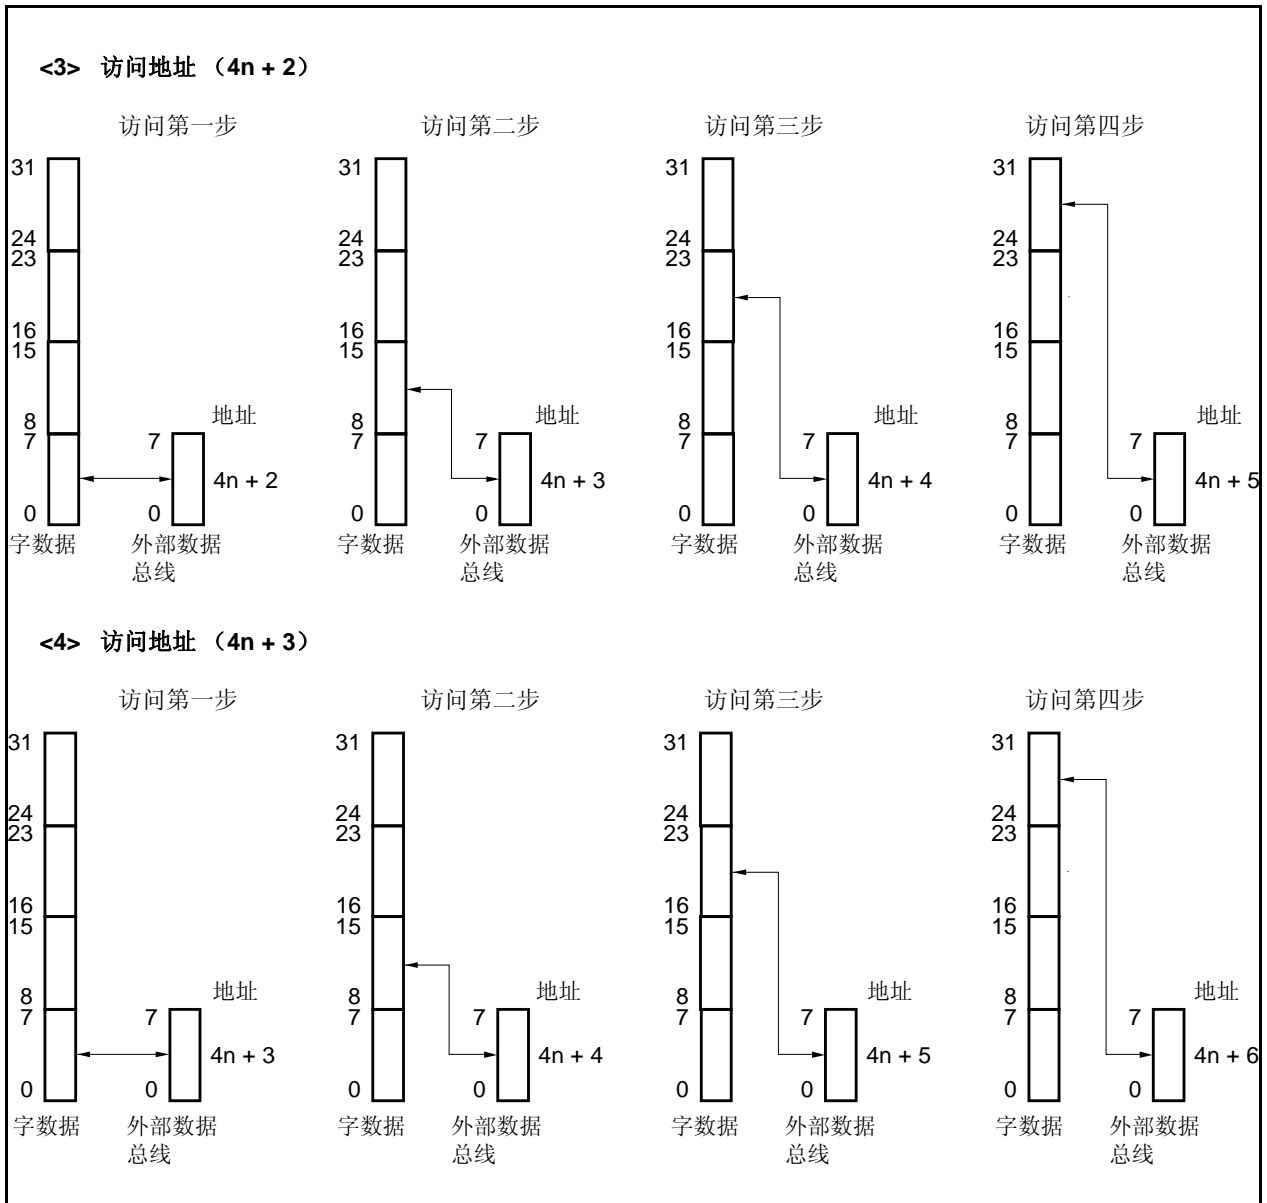 <3> 访问地址 （4n + 2）
访问第一步 访问第二步 访问第三步 访问第四步
31 31 31 31
24 24 24 24
23 23 23 23
16 16 16 16
15 15 15 15
地址 地址 地址 地址
8 8 8 8
7 7 7 7 7 7 7 7
4n + 2 4n + 3 4n + 4 4n + 5
0 0 0 0 0 0 0 0
字数据 外部数据 字数据 外部数据 字数据 外部数据 字数据 外部数据
总线 总线 总线 总线
<4> 访问地址 （4n + 3）
访问第一步 访问第二步 访问第三步 访问第四步
31 31 31 31
24 24 24 24
23 23 23 23
16 16 16 16
15 15 15 15
地址 地址 地址 地址
8 8 8 8
7 7 7 7 7 7 7 7
4n + 3 4n + 4 4n + 5 4n + 6
0 0 0 0 0 0 0 0
字数据 外部数据 字数据 外部数据 字数据 外部数据 字数据 外部数据
总线 总线 总线 总线